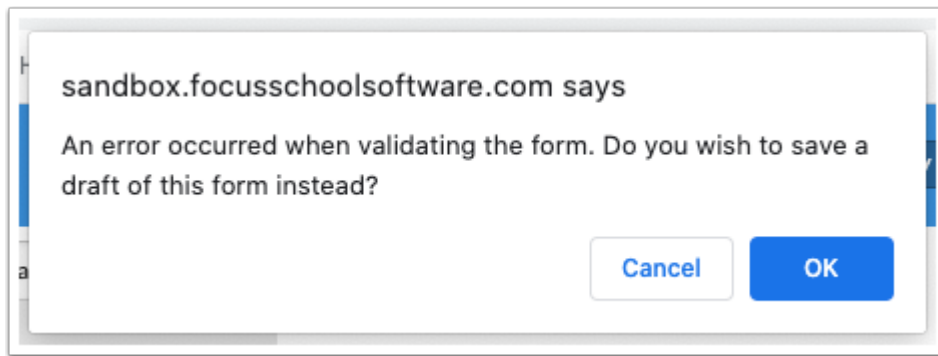 sandbox.focusschoolsoftware.com says
An error occurred when validating the form. Do you wish to save a
draft of this form instead?
Cancel
OK